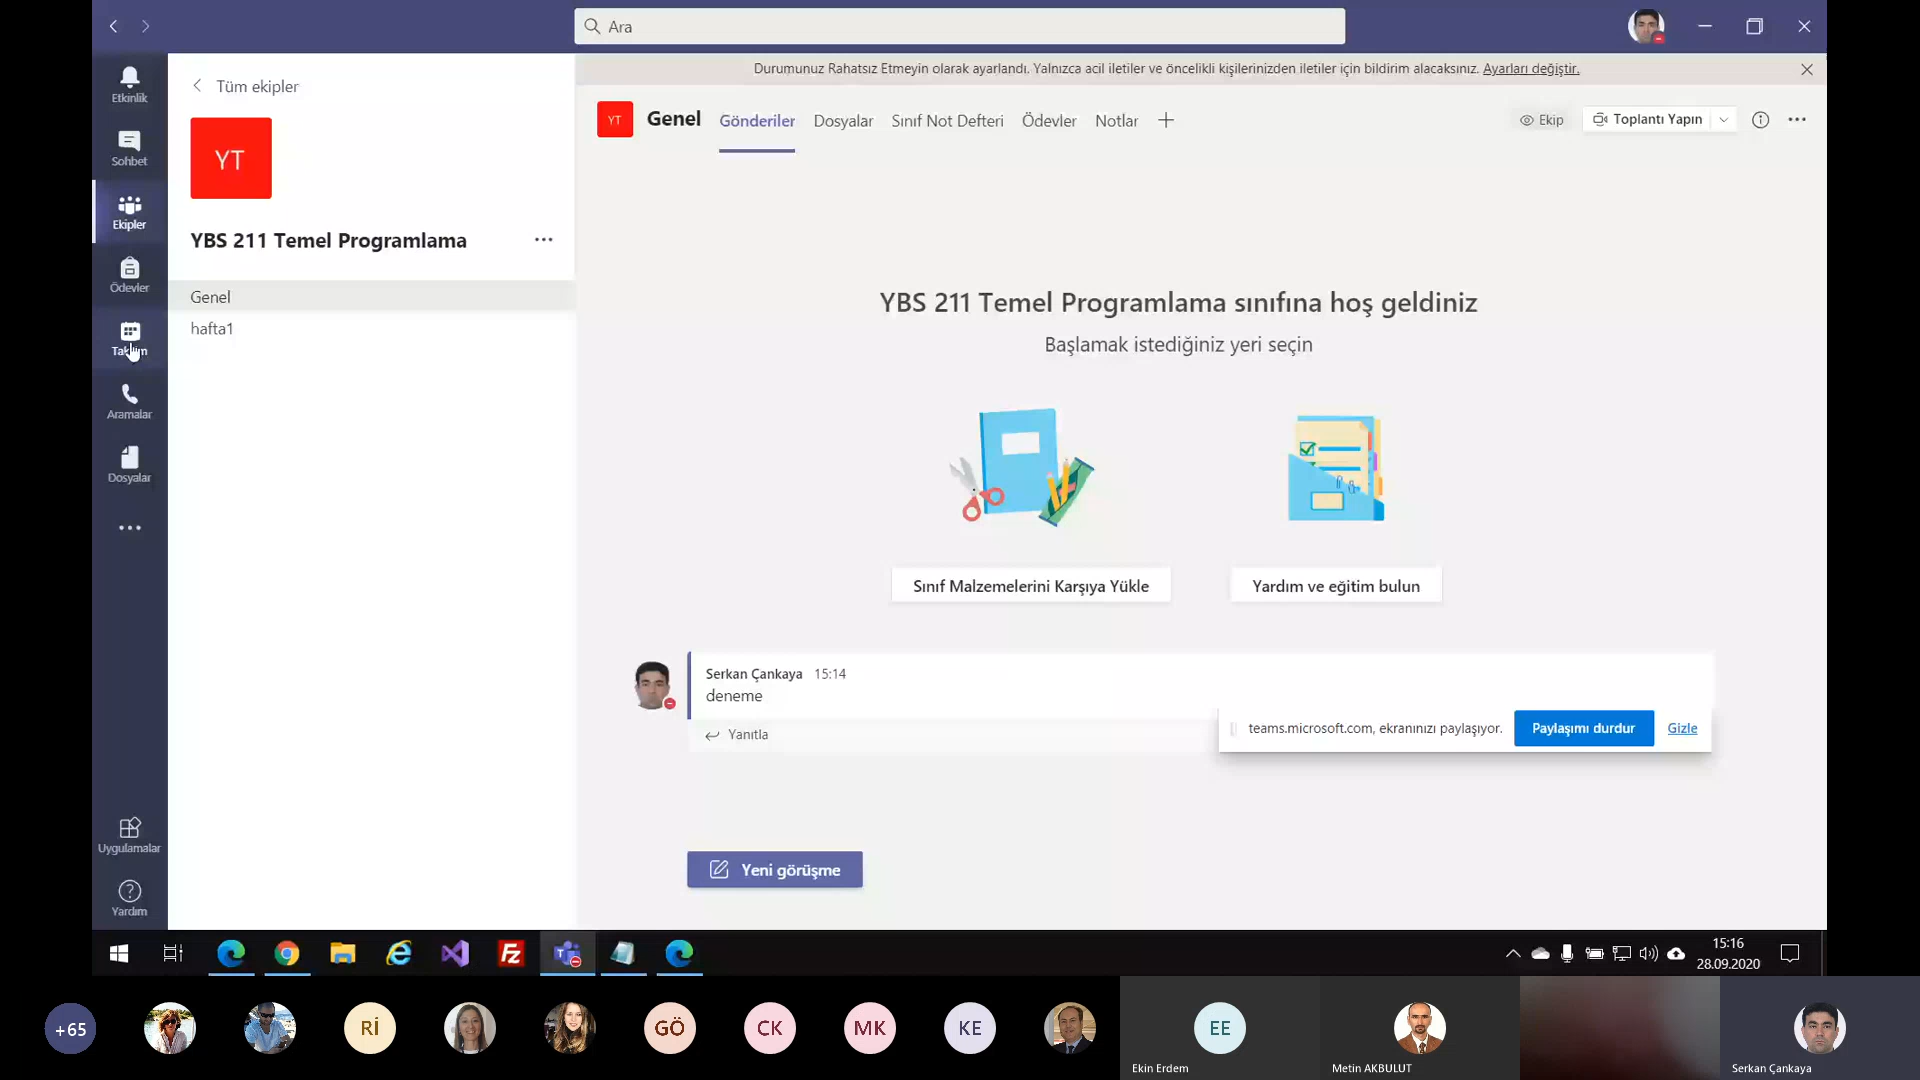 Ara
Durumunuz Rahatsız Etmeyin olarak ayarlandı. Yalnızca acil iletiler ve öncelikli kişilerinizden iletiler için bildirim alacaksınız. Ayarları değiştir.
Etkinlik
Sohbet
Ekipler
Ödevler
Aramalar
Dosyalar
Uygulamalar
Yardım
Tüm ekipler
YT
YBS 211 Temel Programlama
Genel
hafta1
YT
Genel
Gönderiler
Dosyalar
Sınıf Not Defteri
Ödevler
Notlar
Ekip
Toplantı Yapın
YBS 211 Temel Programlama sınıfına hoş geldiniz
Başlamak istediğiniz yeri seçin
Sınıf Malzemelerini Karşıya Yükle
Yardım ve eğitim bulun
Serkan Çankaya 15:14
deneme
Yanıtla
teams.microsoft.com, ekranınızı paylaşıyor.
Paylaşımı durdur
Gizle
Yeni görüşme
15:16
28.09.2020
+65
Rİ
GÖ
CK
MK
KE
EE
Ekin Erdem
Metin AKBULUT
Serkan Çankaya